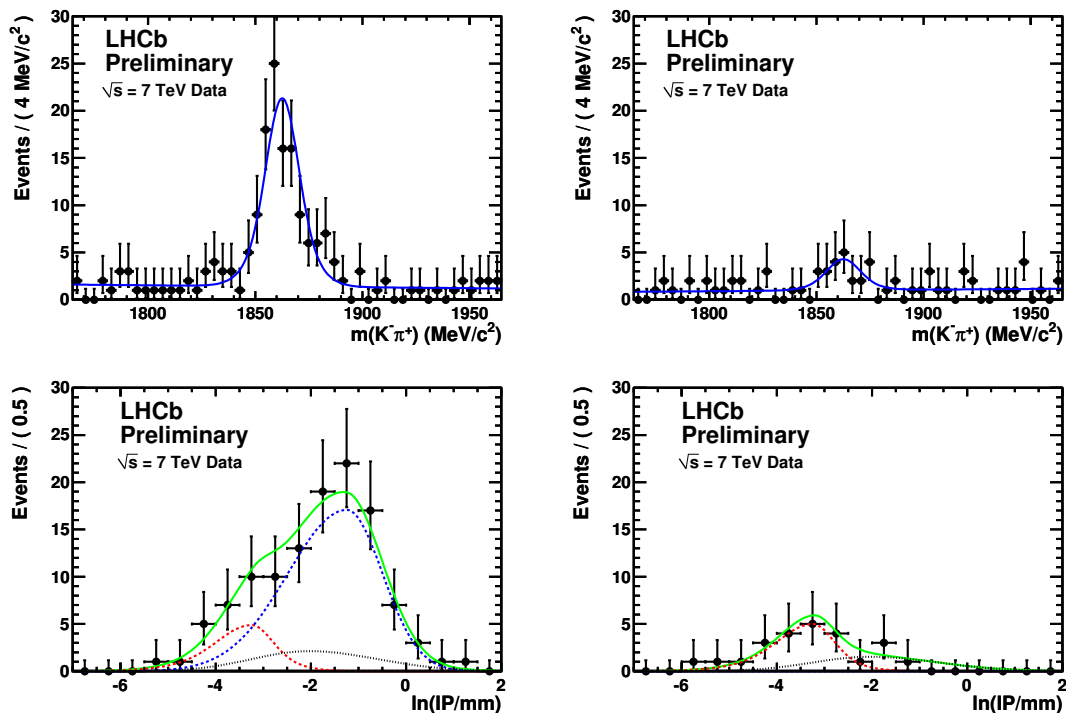 LHCb
Preliminary
√s = 7 TeV Data
Events / ( 4 MeV/c²)
30
25
20
15
10
5
0
1800 1850 1900 1950
m(K⁻π⁺) (MeV/c²)
LHCb
Preliminary
√s = 7 TeV Data
Events / ( 4 MeV/c²)
30
25
20
15
10
5
0
1800 1850 1900 1950
m(K⁻π⁺) (MeV/c²)
LHCb
Preliminary
√s = 7 TeV Data
Events / ( 0.5)
30
25
20
15
10
5
0
-6 -4 -2 0
ln(IP/mm)
LHCb
Preliminary
√s = 7 TeV Data
Events / ( 0.5)
30
25
20
15
10
5
0
-6 -4 -2 0
ln(IP/mm)